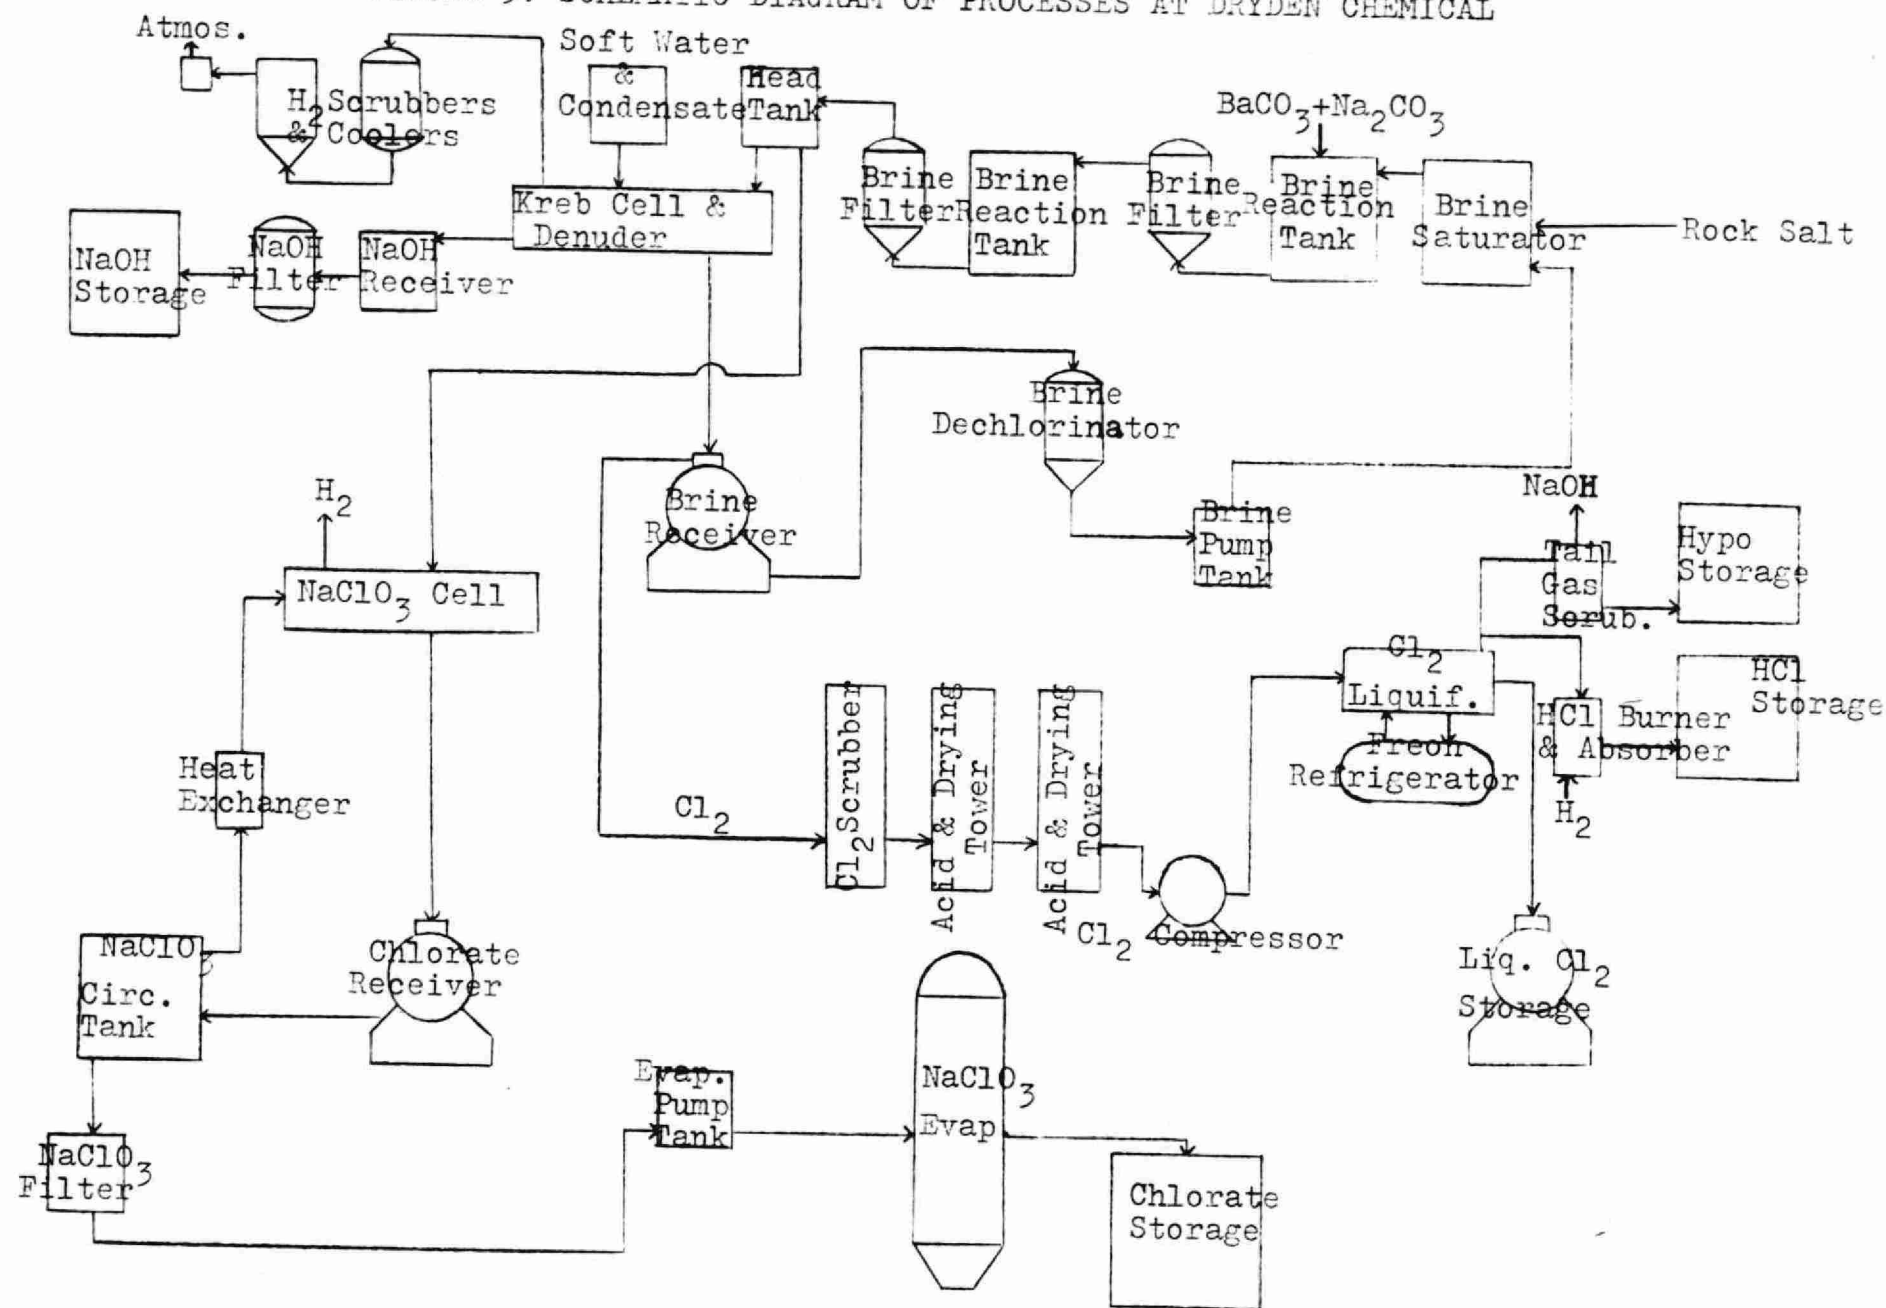 SCHEMATIC DIAGRAM OF PROCESSES AT DRYDEN CHEMICAL
Atmos.
H2 Scrubbers
& Coolers
Soft Water
&
Condensate
Head
Tank
BaCO3+Na2CO3
Brine
Filter
Brine
Reaction
Tank
Brine
Filter
Brine
Reaction
Tank
Brine
Saturator
Rock Salt
Kreb Cell &
Denuder
NaOH
Storage
NaOH
Filter
NaOH
Receiver
Brine
Dechlorinator
Brine
Receiver
Brine
Pump
Tank
H2
NaClO3 Cell
NaOH
Tail
Gas
Scrub.
Hypo
Storage
Cl2
Liquif.
Freon
Refrigerator
HCl Burner
& Absorber
H2
HCl
Storage
Heat
Exchanger
Cl2
Cl2 Scrubber
Acid & Drying
Tower
Acid & Drying
Tower
Cl2 Compressor
Liq. Cl2
Storage
NaClO3
Circ.
Tank
Chlorate
Receiver
NaClO3
Filter
Evap.
Pump
Tank
NaClO3
Evap
Chlorate
Storage